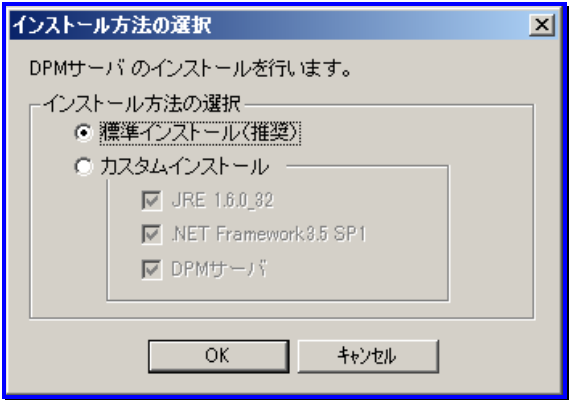 インストール方法の選択
DPMサーバ のインストールを行います。
インストール方法の選択
標準インストール(推奨)
カスタムインストール
JRE 1.6.0_32
.NET Framework3.5 SP1
DPMサーバ
OK
キャンセル